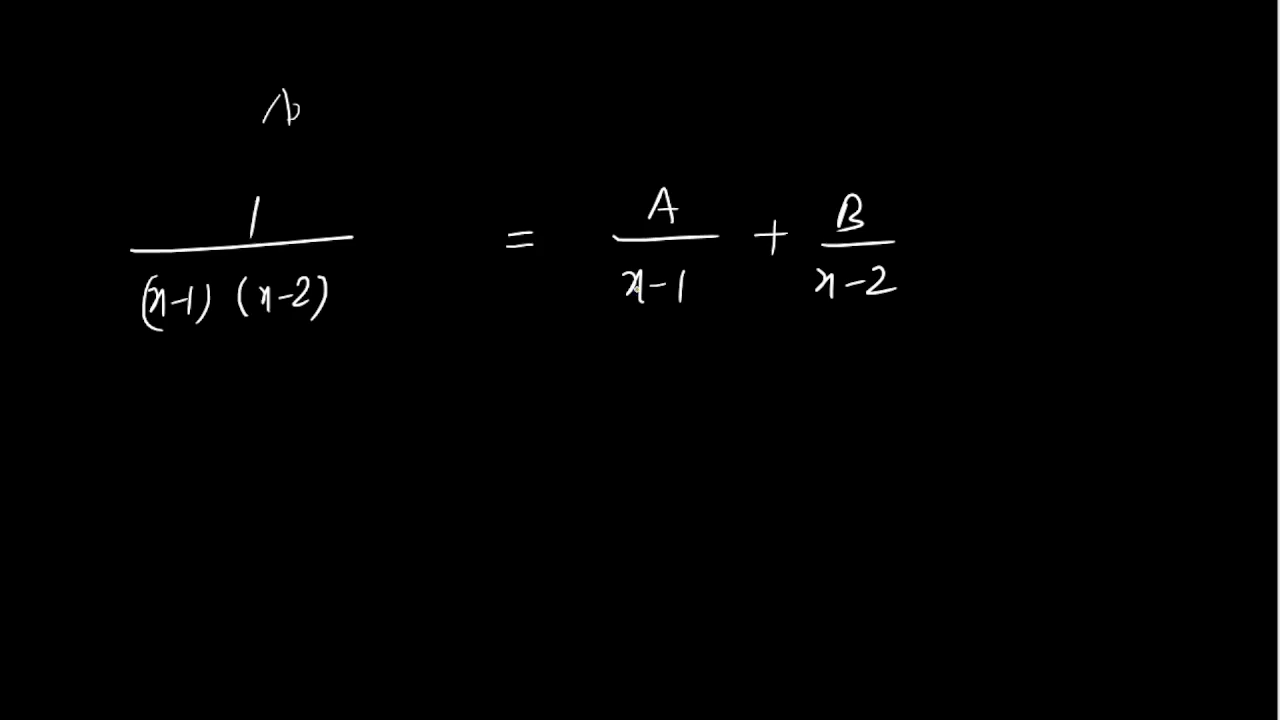 1 / (x-1) (x-2) = A / x-1 + B / x-2